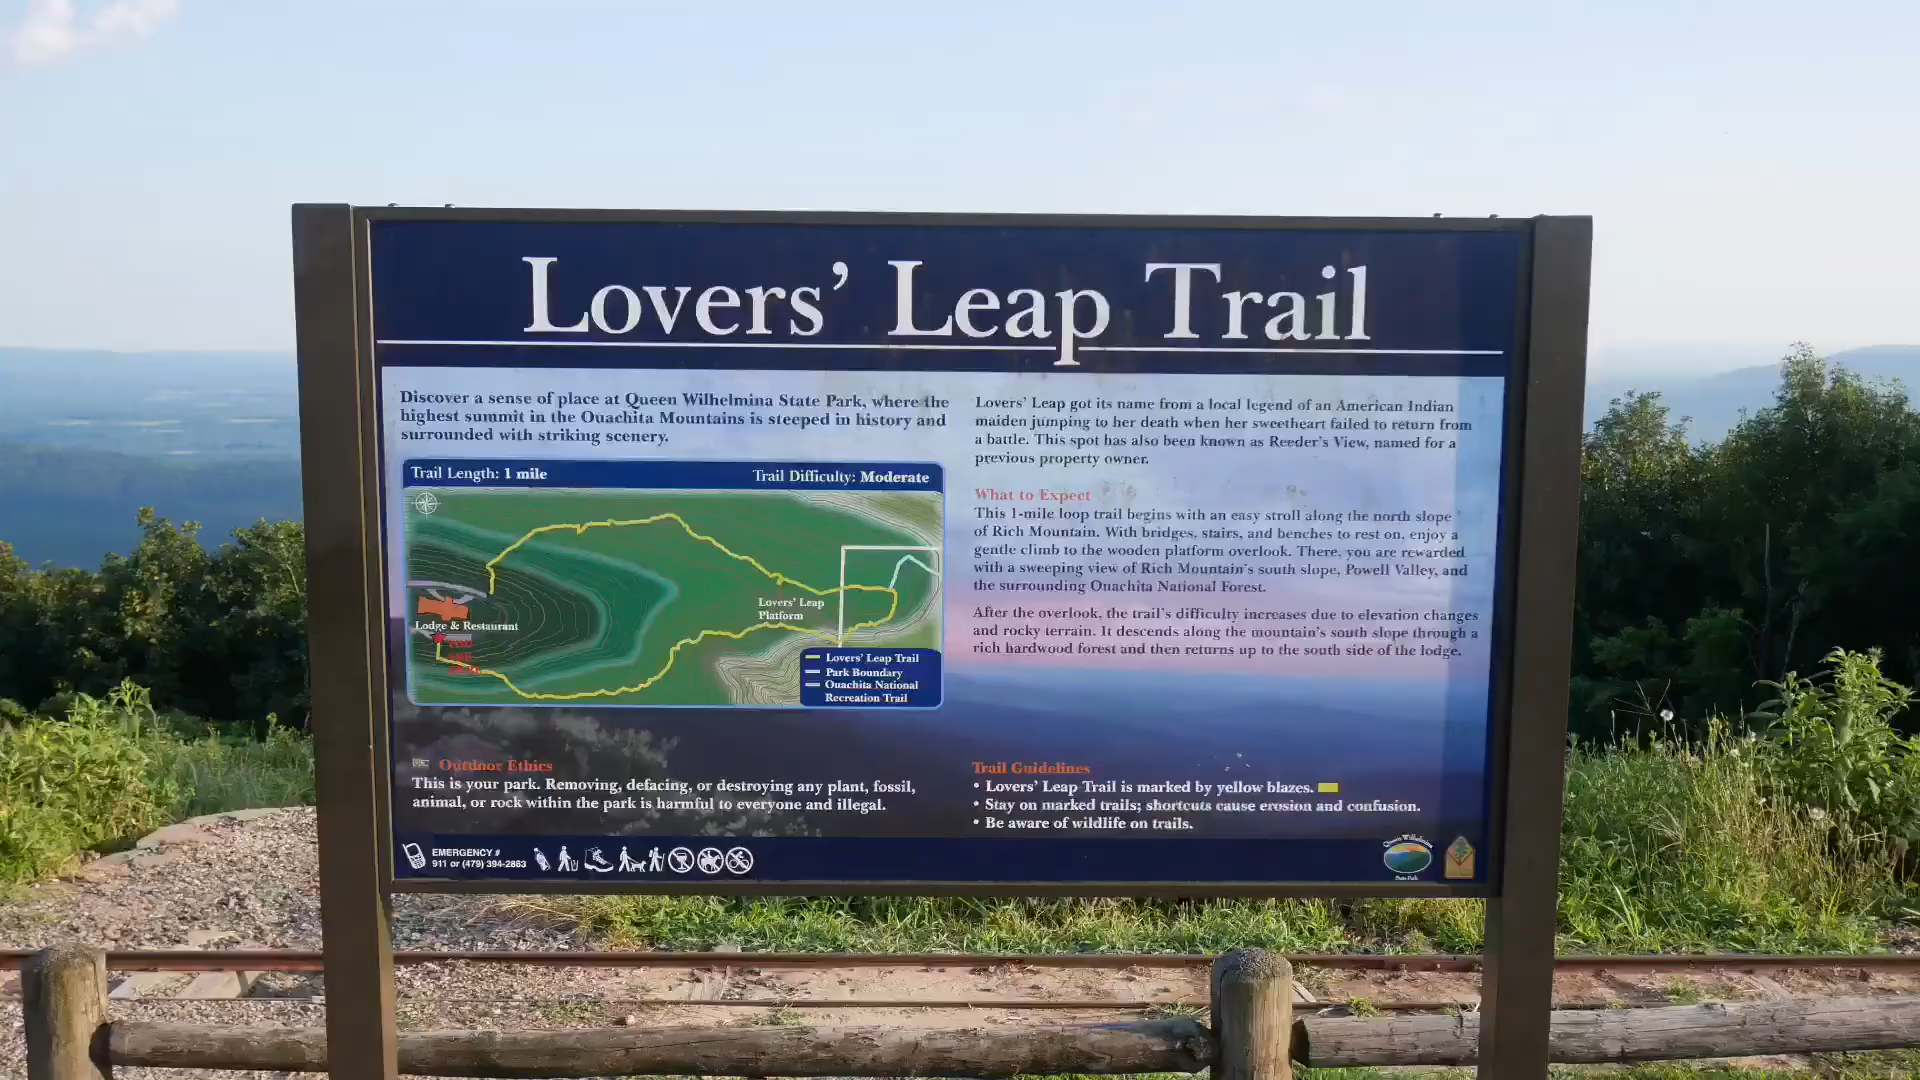 Lovers' Leap Trail
Discover a sense of place at Queen Wilhelmina State Park, where the
highest summit in the Ouachita Mountains is steeped in history and
surrounded with striking scenery.
Trail Length: 1 mile
Trail Difficulty: Moderate
Lovers' Leap
Platform
Lodge & Restaurant
YOU
ARE
HERE
Lovers' Leap Trail
Park Boundary
Ouachita National
Recreation Trail
Outdoor Ethics
This is your park. Removing, defacing, or destroying any plant, fossil,
animal, or rock within the park is harmful to everyone and illegal.
Lovers' Leap got its name from a local legend of an American Indian
maiden jumping to her death when her sweetheart failed to return from
a battle. This spot has also been known as Reeder's View, named for a
previous property owner.
What to Expect
This 1-mile loop trail begins with an easy stroll along the north slope
of Rich Mountain. With bridges, stairs, and benches to rest on, enjoy a
gentle climb to the wooden platform overlook. There, you are rewarded
with a sweeping view of Rich Mountain's south slope, Powell Valley, and
the surrounding Ouachita National Forest.
After the overlook, the trail's difficulty increases due to elevation changes
and rocky terrain. It descends along the mountain's south slope through a
rich hardwood forest and then returns up to the south side of the lodge.
Trail Guidelines
• Lovers' Leap Trail is marked by yellow blazes.
• Stay on marked trails; shortcuts cause erosion and confusion.
• Be aware of wildlife on trails.
EMERGENCY #
911 or (479) 394-2863
Queen Wilhelmina
State Park